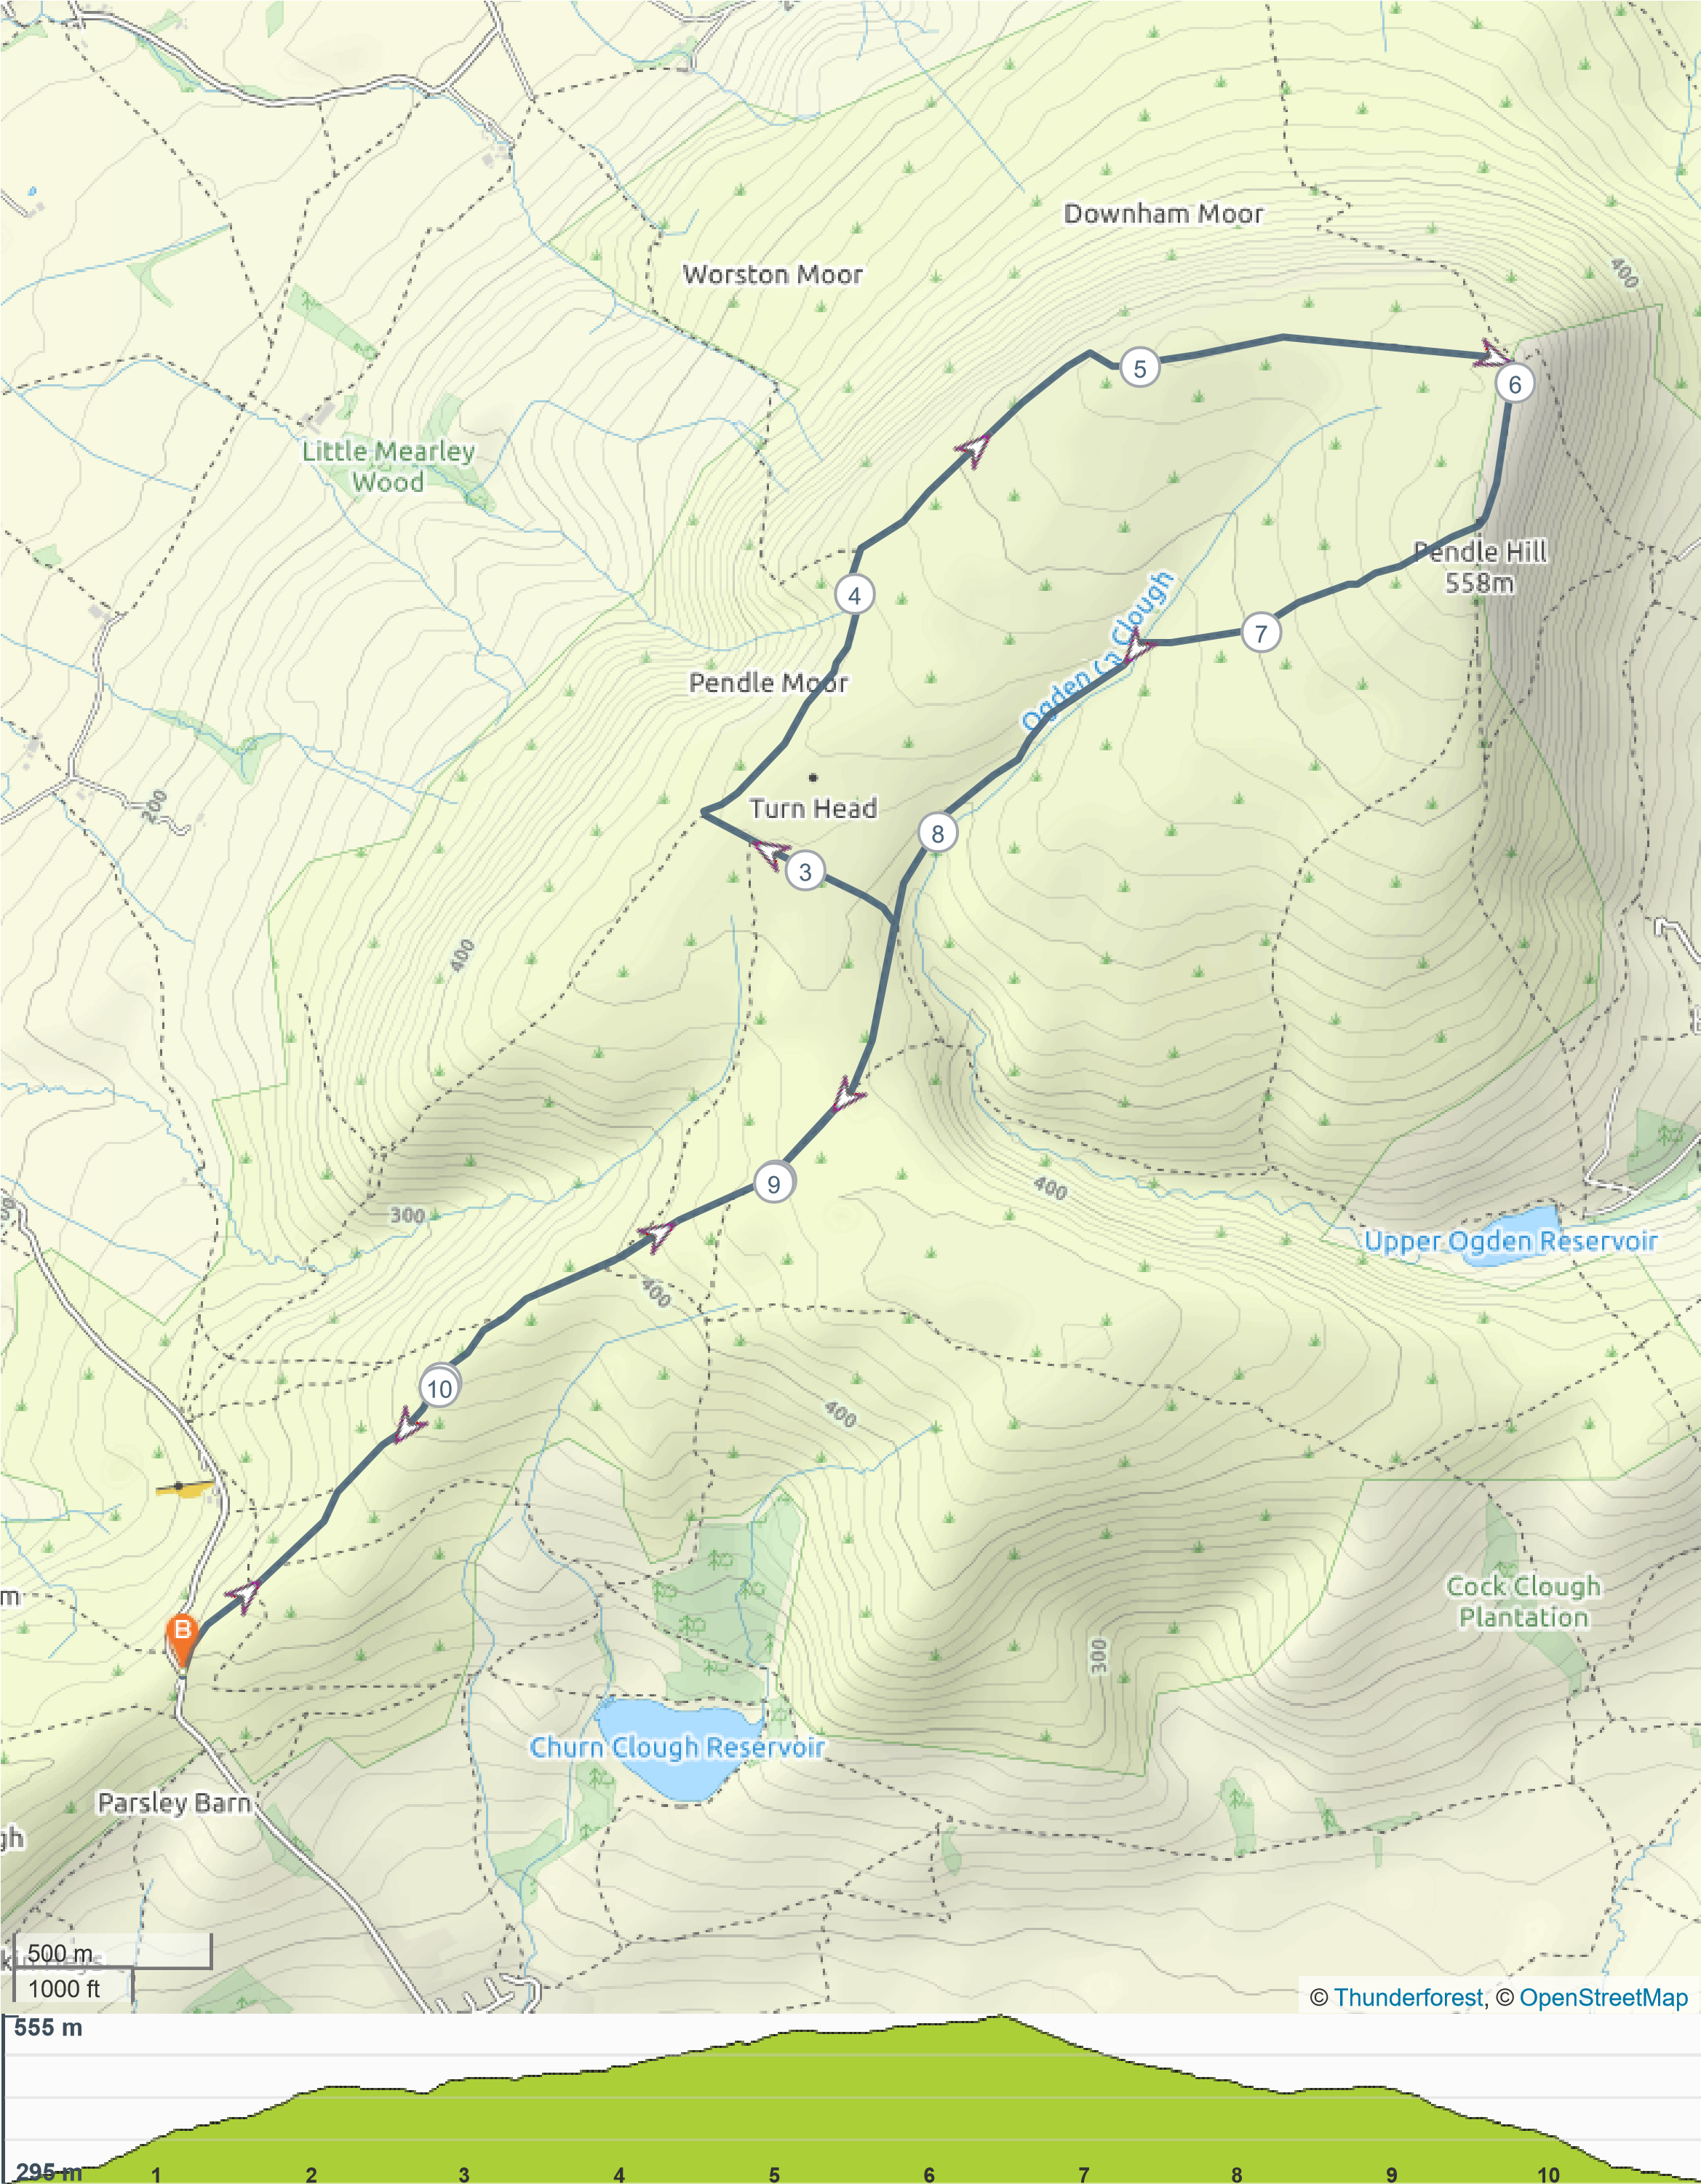 Downham Moor
Worston Moor
400
5
6
Little Mearley
Wood
Pendle Hill
558m
4
7
Ogden Clough
Pendle Moor
200
Turn Head
8
3
400
9
400
300
Upper Ogden Reservoir
400
10
400
m
Cock Clough
Plantation
B
300
Churn Clough Reservoir
Parsley Barn
gh
500 m
1000 ft
© Thunderforest, © OpenStreetMap
555 m
295 m
1 2 3 4 5 6 7 8 9 10